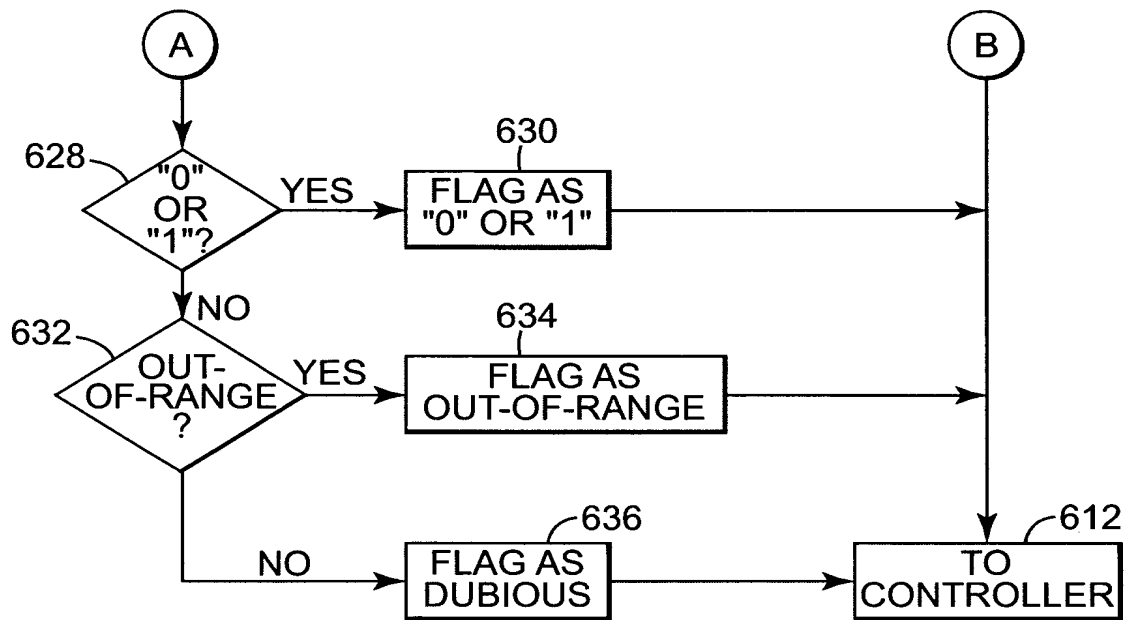 A
B
628
"0"
OR
"1"?
YES
630
FLAG AS
"0" OR "1"
NO
632
OUT-
OF-RANGE
?
YES
634
FLAG AS
OUT-OF-RANGE
NO
636
FLAG AS
DUBIOUS
612
TO
CONTROLLER